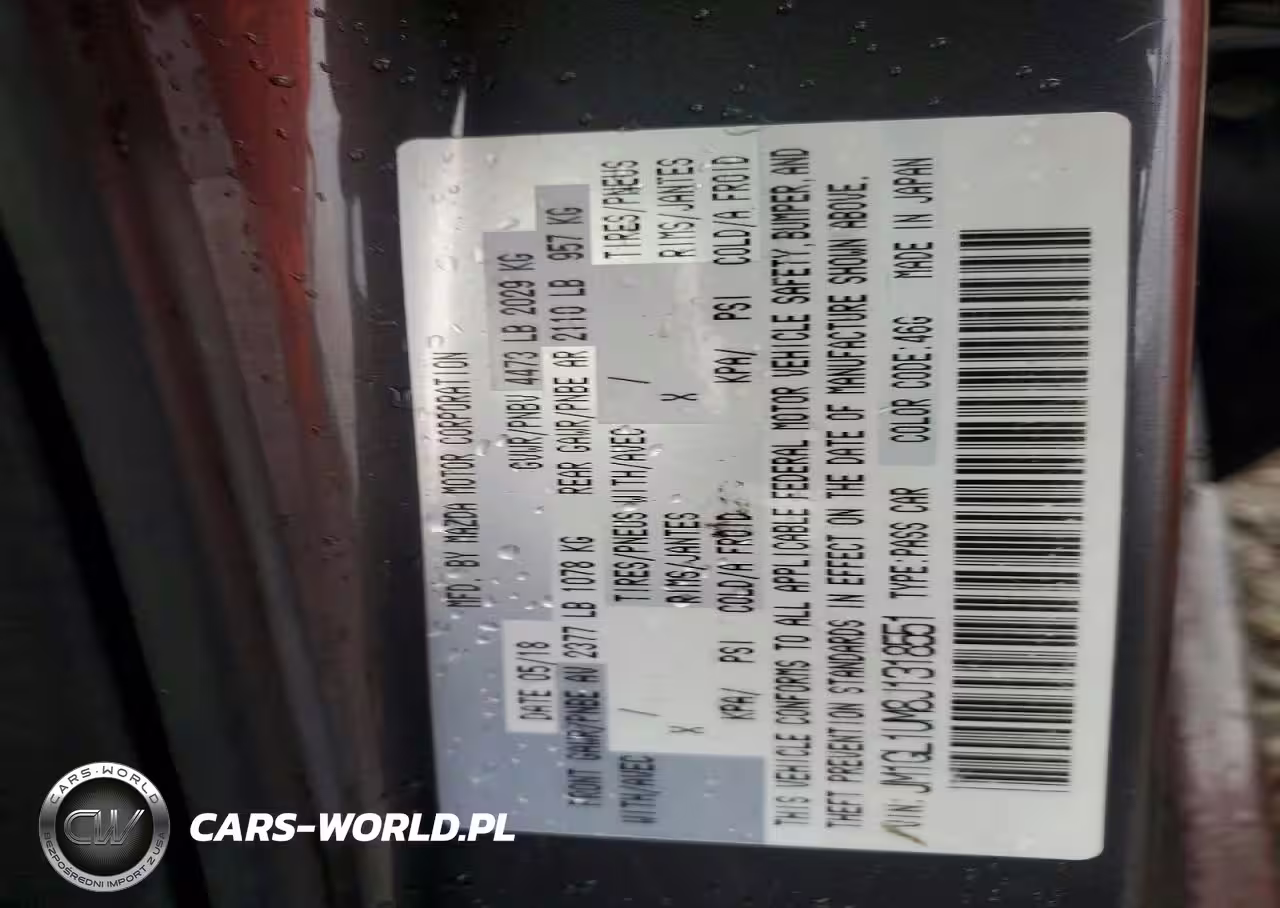 MFD. BY MAZDA MOTOR CORPORATION
DATE 05/18 GVWR/PNBV 4473 LB 2029 KG
FRONT GAWR/PNBE AV 2377 LB 1078 KG REAR GAWR/PNBE AR 2110 LB 957 KG
WITH/AVEC / TIRES/PNEUS WITH/AVEC / TIRES/PNEUS
X RIMS/JANTES X RIMS/JANTES
KPA/ PSI COLD/A FROID KPA/ PSI COLD/A FROID
THIS VEHICLE CONFORMS TO ALL APPLICABLE FEDERAL MOTOR VEHICLE SAFETY, BUMPER, AND
THEFT PREVENTION STANDARDS IN EFFECT ON THE DATE OF MANUFACTURE SHOWN ABOVE.
VIN: JM1GL1UM8J1318551 TYPE:PASS CAR COLOR CODE:46G MADE IN JAPAN
CARS-WORLD
CW
BEZPOŚREDNI IMPORT Z USA
CARS-WORLD.PL